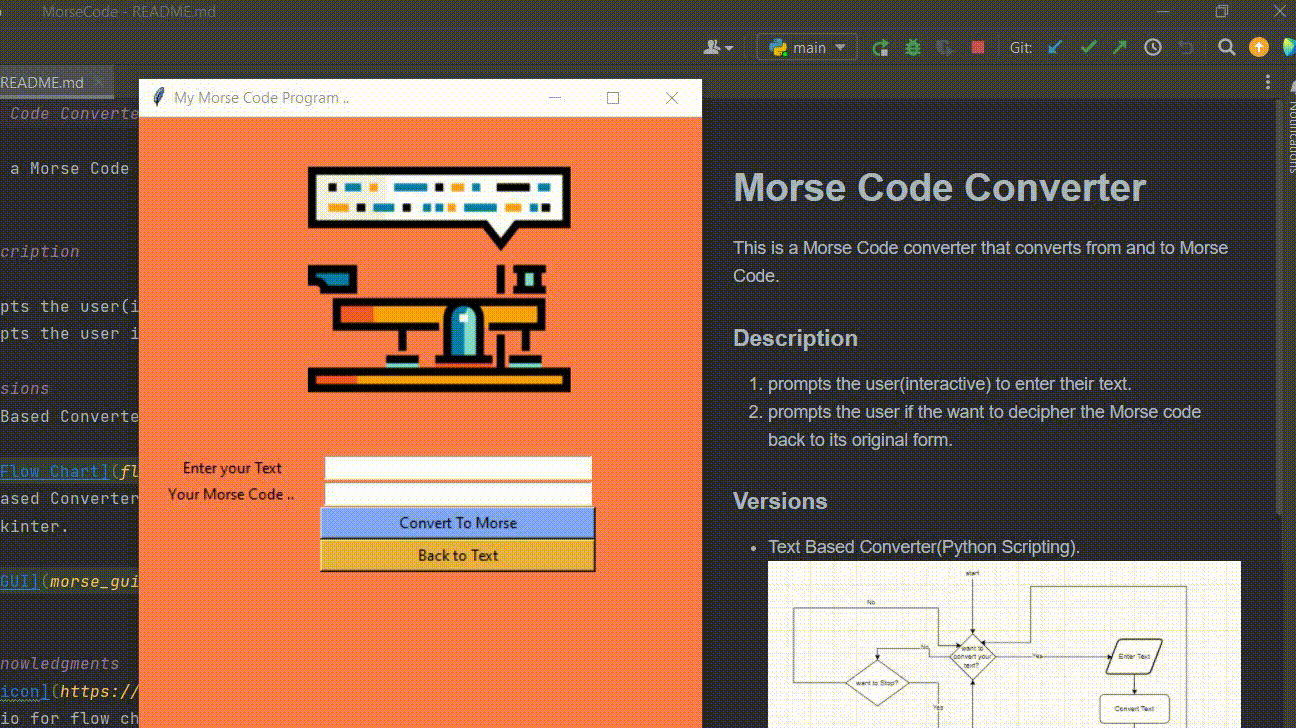 MorseCode - README.md
main
Git:
README.md
My Morse Code Program ..
Notifications
Code Converte
a Morse Code
cription
pts the user(i
pts the user i
sions
Based Converte
Flow Chart](fl
ased Converter
kinter.
GUI](morse_gui
nowledgments
icon](https://
io for flow ch
Enter your Text
Your Morse Code ..
Convert To Morse
Back to Text
Morse Code Converter
This is a Morse Code converter that converts from and to Morse
Code.
Description
1. prompts the user(interactive) to enter their text.
2. prompts the user if the want to decipher the Morse code
back to its original form.
Versions
• Text Based Converter(Python Scripting).
start
No
want to
convert your
text?
No
Yes
Enter Text
want to Stop?
Yes
Convert Text